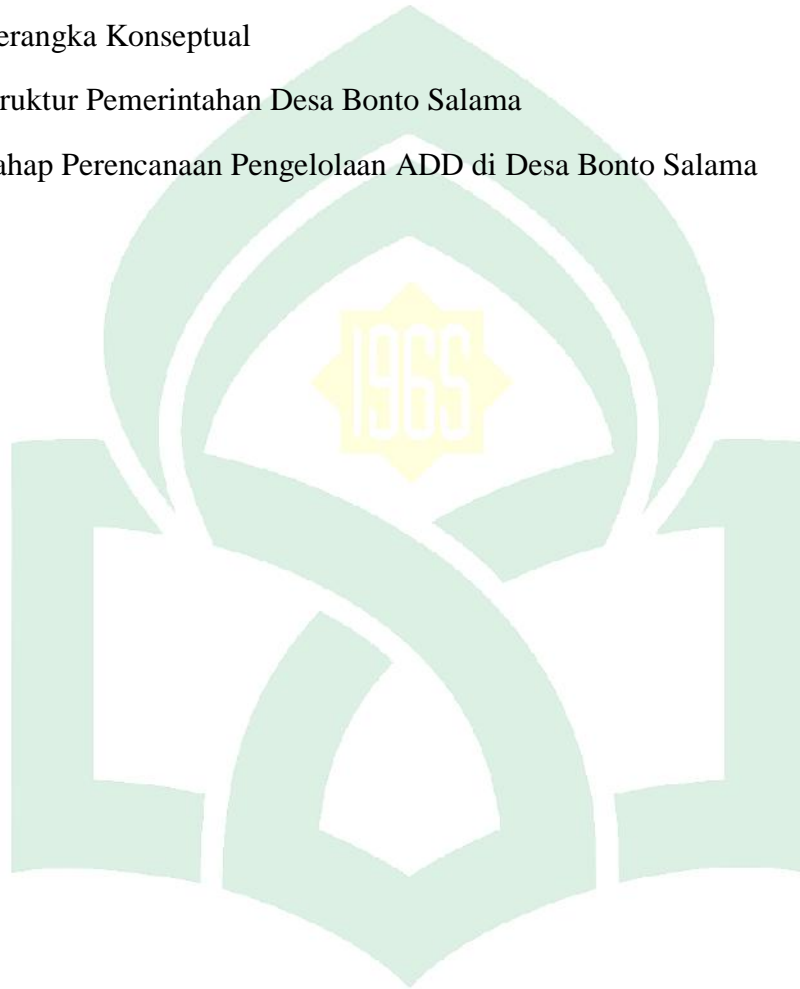 erangka Konseptual
ruktur Pemerintahan Desa Bonto Salama
ahap Perencanaan Pengelolaan ADD di Desa Bonto Salama
1965